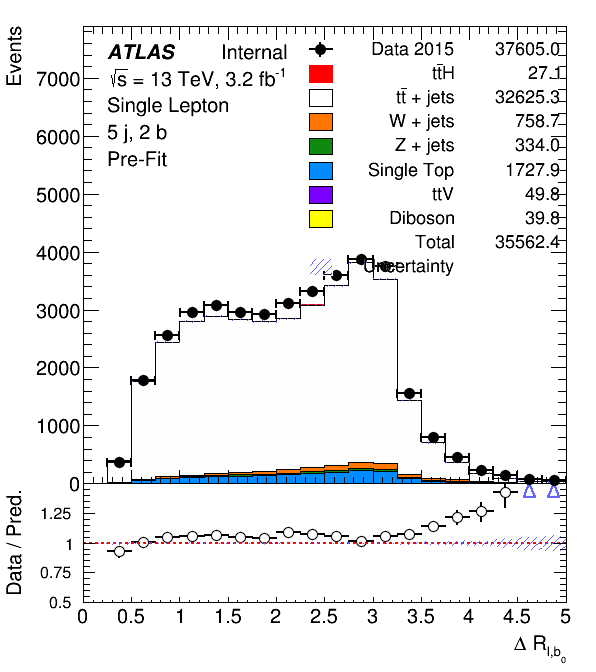 Events
7000
6000
5000
4000
3000
2000
1000
0
ATLAS Internal
√s = 13 TeV, 3.2 fb⁻¹
Single Lepton
5 j, 2 b
Pre-Fit
Data 2015 37605.0
tt̄H 27.1
tt̄ + jets 32625.3
W + jets 758.7
Z + jets 334.0
Single Top 1727.9
ttV 49.8
Diboson 39.8
Total 35562.4
Uncertainty
Data / Pred.
1.25
1
0.75
0.5
0 0.5 1 1.5 2 2.5 3 3.5 4 4.5 5
Δ R_{l,b_0}